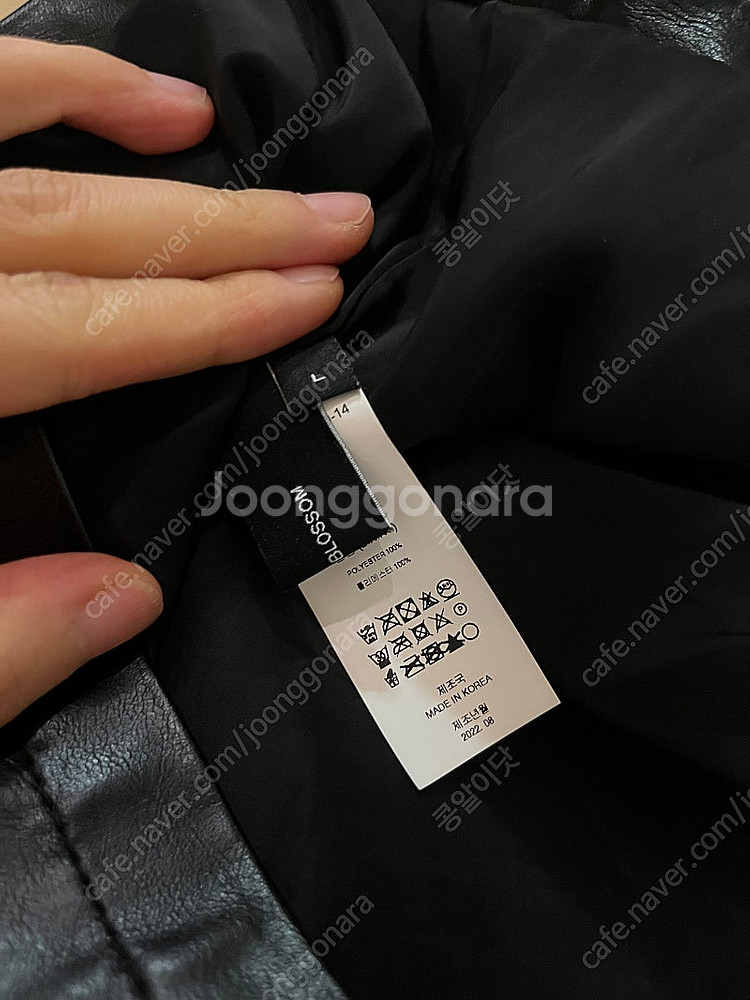 L
-14
BLOSSOM
POLYESTER 100%
폴리에스터 100%
제조국
MADE IN KOREA
제조년월
2022. 08
Joonggonara
cafe.naver.com/joonggonara
콩알이닷